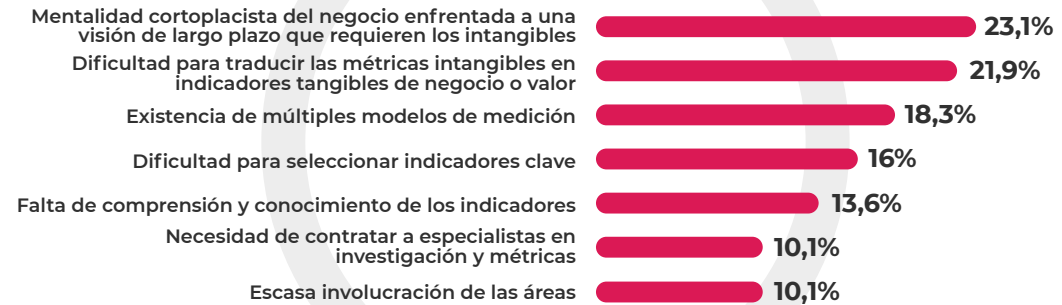 Mentalidad cortoplacista del negocio enfrentada a una
visión de largo plazo que requieren los intangibles
23,1%
Dificultad para traducir las métricas intangibles en
indicadores tangibles de negocio o valor
21,9%
Existencia de múltiples modelos de medición
18,3%
Dificultad para seleccionar indicadores clave
16%
Falta de comprensión y conocimiento de los indicadores
13,6%
Necesidad de contratar a especialistas en
investigación y métricas
10,1%
Escasa involucración de las áreas
10,1%